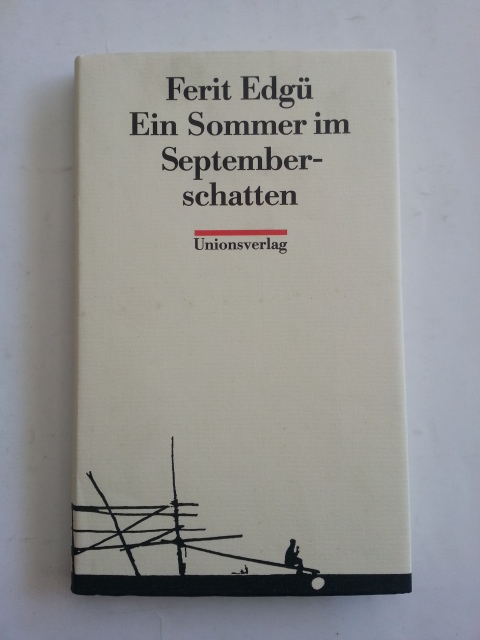 Ferit Edgü
Ein Sommer im
September-
schatten
Unionsverlag